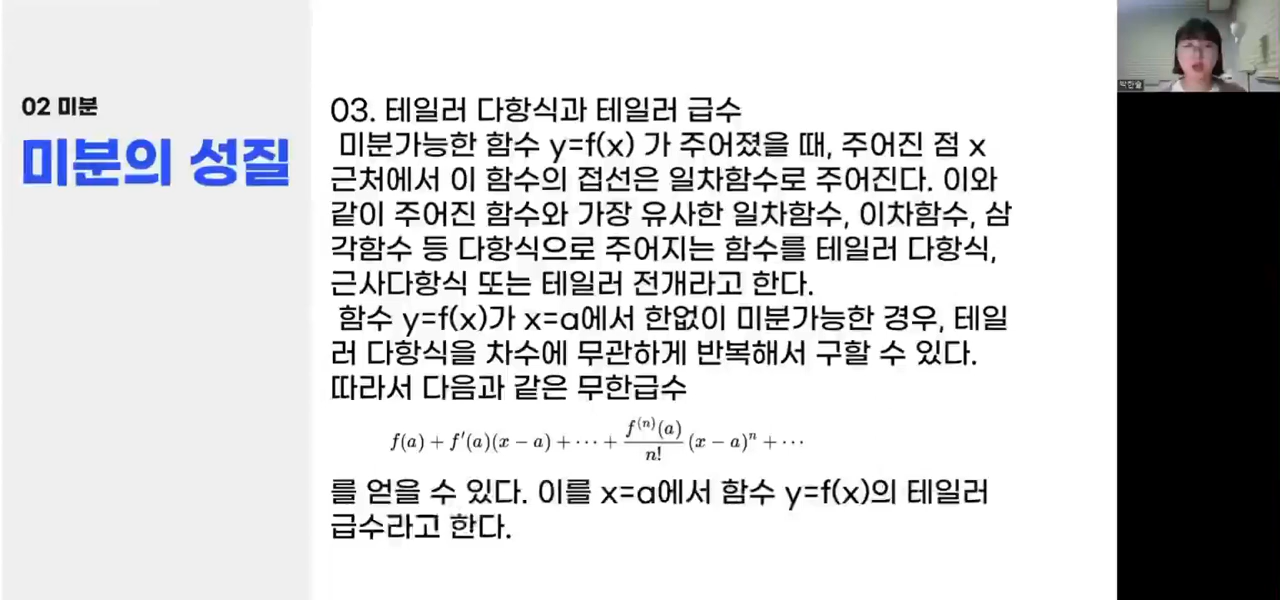 02 미분
미분의 성질
03. 테일러 다항식과 테일러 급수
미분가능한 함수 y=f(x) 가 주어졌을 때, 주어진 점 x
근처에서 이 함수의 접선은 일차함수로 주어진다. 이와
같이 주어진 함수와 가장 유사한 일차함수, 이차함수, 삼
각함수 등 다항식으로 주어지는 함수를 테일러 다항식,
근사다항식 또는 테일러 전개라고 한다.
함수 y=f(x)가 x=a에서 한없이 미분가능한 경우, 테일
러 다항식을 차수에 무관하게 반복해서 구할 수 있다.
따라서 다음과 같은 무한급수
f(a) + f′(a)(x − a) + ⋯ + f⁽ⁿ⁾(a)/n! (x − a)ⁿ + ⋯
를 얻을 수 있다. 이를 x=a에서 함수 y=f(x)의 테일러
급수라고 한다.